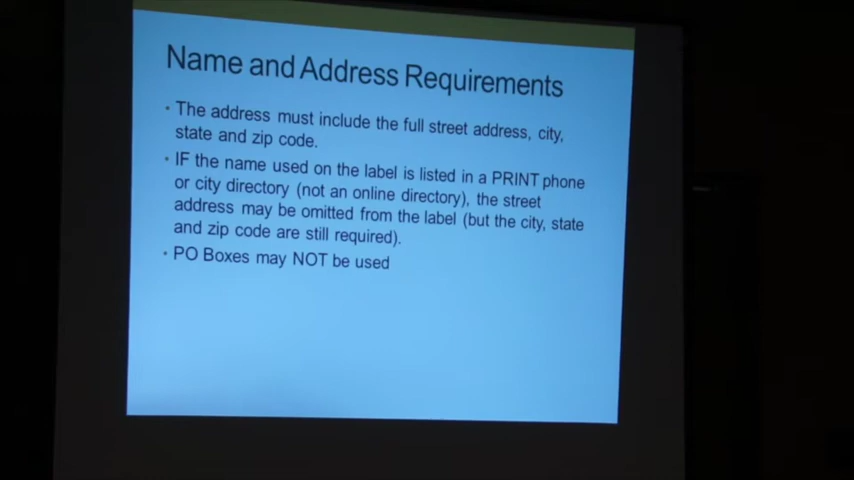 Name and Address Requirements
• The address must include the full street address, city,
state and zip code.
• IF the name used on the label is listed in a PRINT phone
or city directory (not an online directory), the street
address may be omitted from the label (but the city, state
and zip code are still required).
• PO Boxes may NOT be used